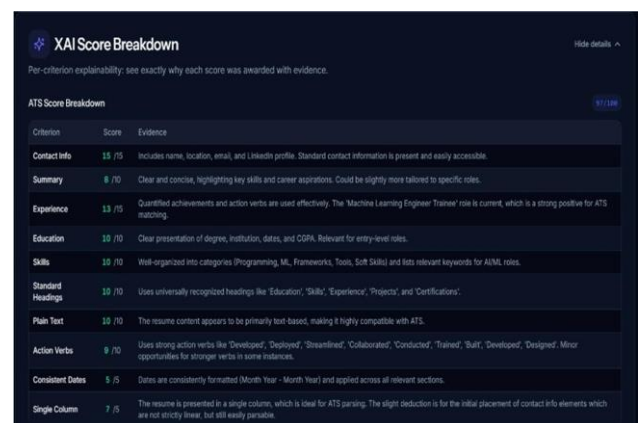 XAI Score Breakdown
Hide details
Per-criterion explainability: see exactly why each score was awarded with evidence.
ATS Score Breakdown
97/100
Criterion Score Evidence
Contact Info 15 /15 Includes name, location, email, and LinkedIn profile. Standard contact information is present and easily accessible.
Summary /10 Clear and concise, highlighting key skills and career aspirations. Could be slightly more tailored to specific roles.
Experience 13 /15 Quantified achievements and action verbs are used effectively. The 'Machine Learning Engineer Trainee' role is current, which is a strong positive for ATS
matching.
Education 10 /10 Clear presentation of degree, institution, dates, and CGPA. Relevant for entry-level roles.
Skills 10 /10 Well-organized into categories (Programming, ML, Frameworks, Tools, Soft Skills) and lists relevant keywords for AI/ML roles.
Standard
Headings 10 /10 Uses universally recognized headings like 'Education', 'Skills', 'Experience', 'Projects', and 'Certifications'.
Plain Text 10 /10 The resume content appears to be primarily text-based, making it highly compatible with ATS.
Action Verbs 9 /10 Uses strong action verbs like 'Developed', 'Deployed', 'Streamlined', 'Collaborated', 'Conducted', 'Trained', 'Built', 'Developed', 'Designed'. Minor
opportunities for stronger verbs in some instances.
Consistent Dates 5 /5 Dates are consistently formatted (Month Year - Month Year) and applied across all relevant sections.
Single Column 7 /5 The resume is presented in a single column, which is ideal for ATS parsing. The slight deduction is for the initial placement of contact info elements which
are not strictly linear, but still easily parsable.